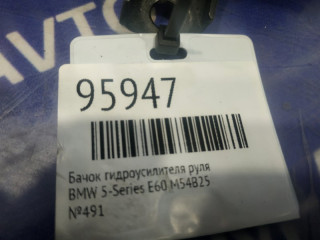 АВТО
95947
Бачок гидроусилителя руля
BMW 5-Series E60 M54B25
№491